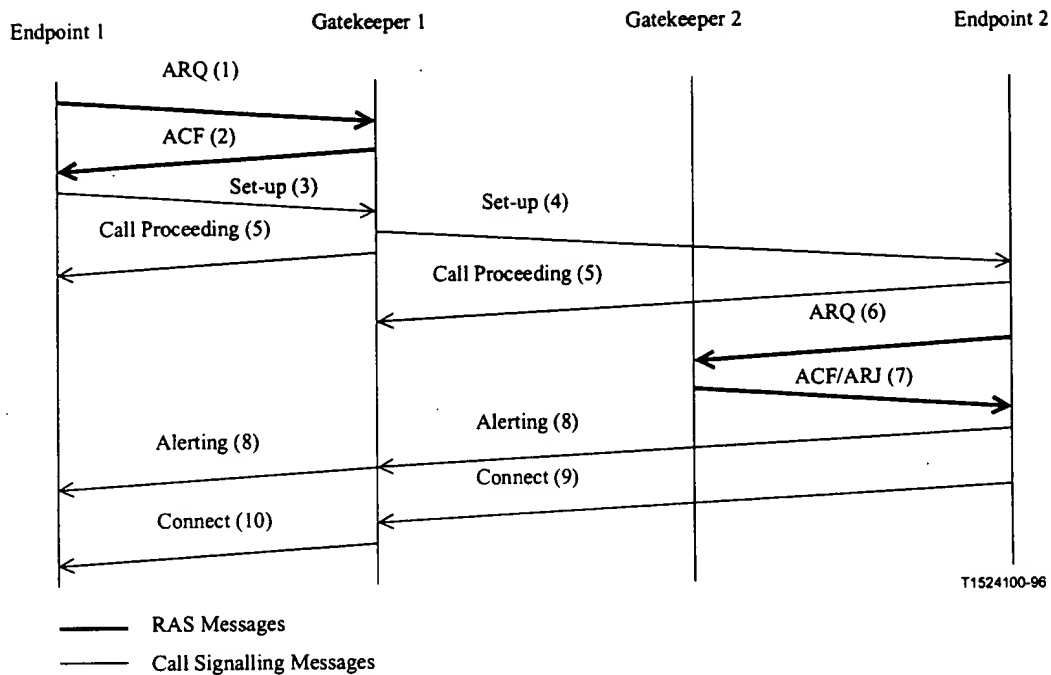 Endpoint 1
Gatekeeper 1
Gatekeeper 2
Endpoint 2
ARQ (1)
ACF (2)
Set-up (3)
Set-up (4)
Call Proceeding (5)
Call Proceeding (5)
ARQ (6)
ACF/ARJ (7)
Alerting (8)
Alerting (8)
Connect (9)
Connect (10)
T1524100-96
RAS Messages
Call Signalling Messages